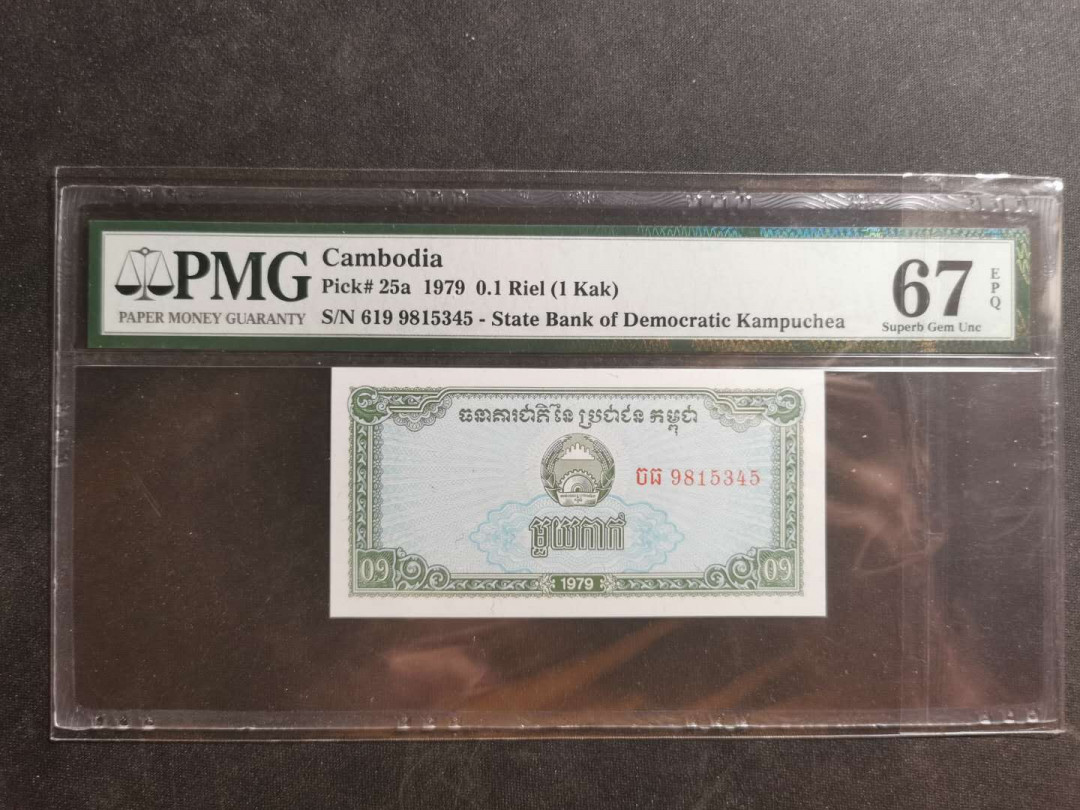 PMG
PAPER MONEY GUARANTY
Cambodia
Pick# 25a 1979 0.1 Riel (1 Kak)
S/N 619 9815345 - State Bank of Democratic Kampuchea
67
EPQ
Superb Gem Unc
ធនាគារជាតិនៃ ប្រជាជន កម្ពុជា
បធ 9815345
មួយកាក់
០១ 1979 ០១